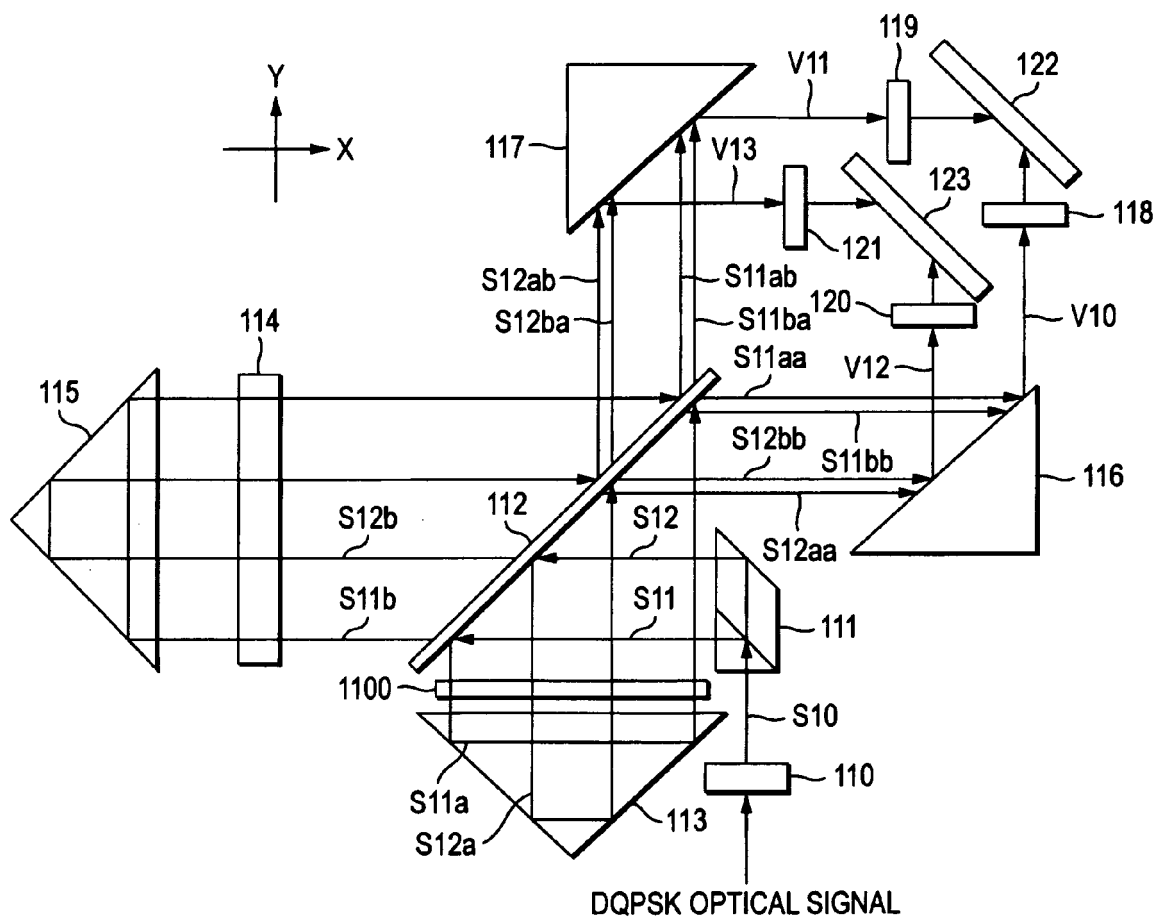 119
V11
122
Y
X
117
V13
123
118
121
S12ab
S11ab
S12ba
120
S11ba
V10
114
S11aa
V12
115
S12bb
S11bb
116
112
S12
S12b
S12aa
S11b
S11
111
1100
S10
S11a
110
S12a
113
DQPSK OPTICAL SIGNAL